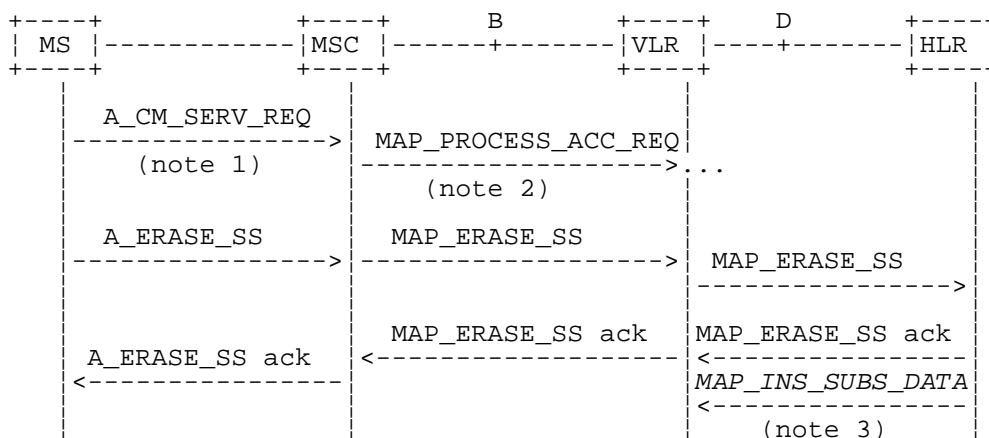 B D
MS MSC VLR HLR
A_CM_SERV_REQ
MAP_PROCESS_ACC_REQ
(note 1) ...
(note 2)
A_ERASE_SS MAP_ERASE_SS
MAP_ERASE_SS
MAP_ERASE_SS ack MAP_ERASE_SS ack
A_ERASE_SS ack
MAP_INS_SUBS_DATA
(note 3)